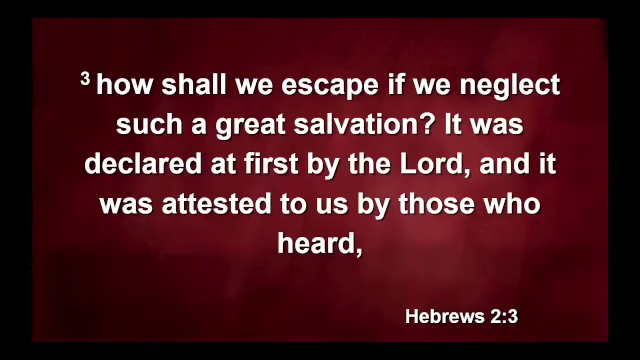 3 how shall we escape if we neglect
such a great salvation? It was
declared at first by the Lord, and it
was attested to us by those who
heard,
Hebrews 2:3